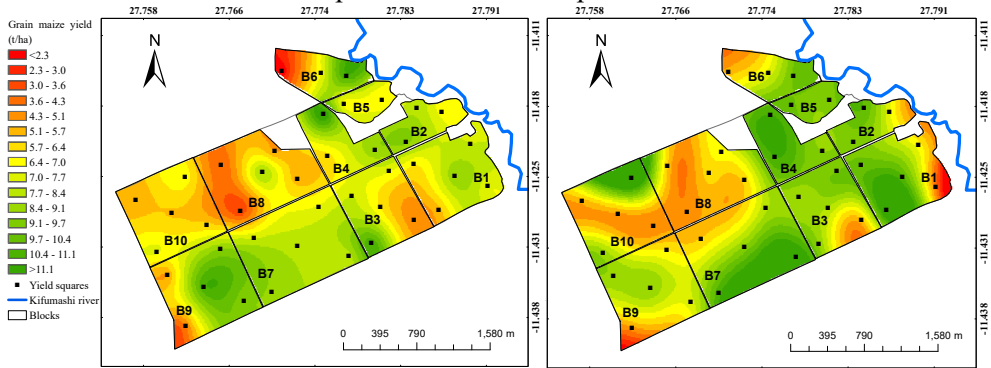 Grain maize yield
(t/ha)
<2.3
2.3 - 3.0
3.0 - 3.6
3.6 - 4.3
4.3 - 5.1
5.1 - 5.7
5.7 - 6.4
6.4 - 7.0
7.0 - 7.7
7.7 - 8.4
8.4 - 9.1
9.1 - 9.7
9.7 - 10.4
10.4 - 11.1
>11.1
Yield squares
Kifumashi river
Blocks
27.758 27.766 27.774 27.783 27.791
N
B6
B5
B2
B4
B1
B8
B3
B10
B7
B9
0 395 790 1,580 m
-11.411
-11.418
-11.425
-11.431
-11.438
27.758 27.766 27.774 27.783 27.791
N
B6
B5
B2
B4
B1
B8
B3
B10
B7
B9
0 395 790 1,580 m
-11.411
-11.418
-11.425
-11.431
-11.438